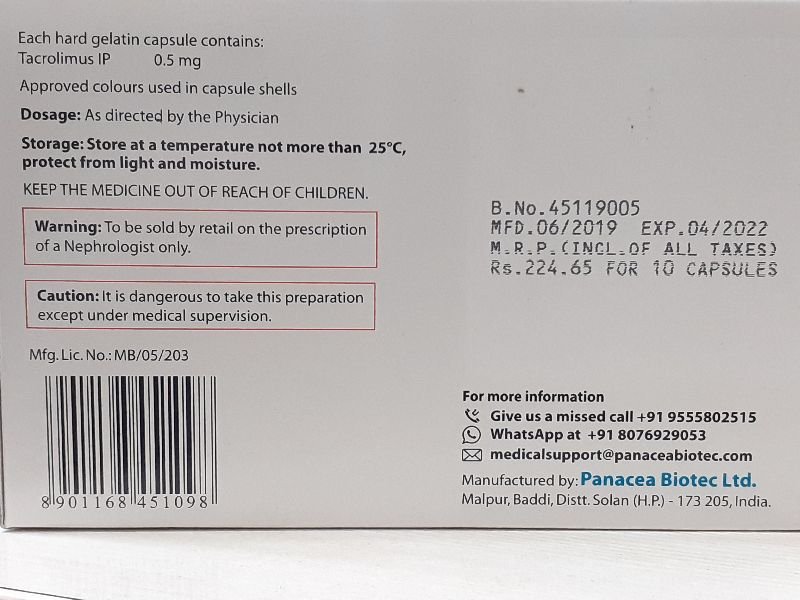 Each hard gelatin capsule contains:
Tacrolimus IP 0.5 mg
Approved colours used in capsule shells
Dosage: As directed by the Physician
Storage: Store at a temperature not more than 25°C,
protect from light and moisture.
KEEP THE MEDICINE OUT OF REACH OF CHILDREN.
Warning: To be sold by retail on the prescription
of a Nephrologist only.
Caution: It is dangerous to take this preparation
except under medical supervision.
Mfg. Lic. No.: MB/05/203
8 901168 451098
B.No.45119005
MFD.06/2019 EXP.04/2022
M.R.P.(INCL.OF ALL TAXES)
Rs.224.65 FOR 10 CAPSULES
For more information
Give us a missed call +91 9555802515
WhatsApp at +91 8076929053
medicalsupport@panaceabiotec.com
Manufactured by: Panacea Biotec Ltd.
Malpur, Baddi, Distt. Solan (H.P.) - 173 205, India.